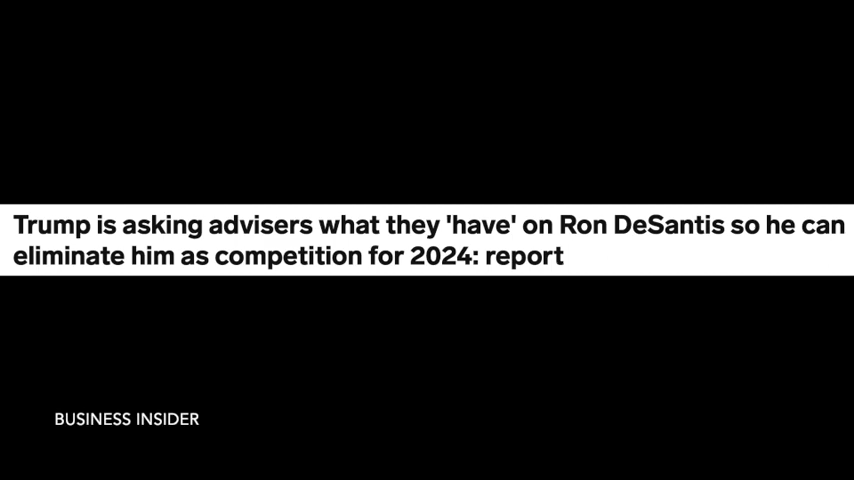 Trump is asking advisers what they 'have' on Ron DeSantis so he can
eliminate him as competition for 2024: report
BUSINESS INSIDER